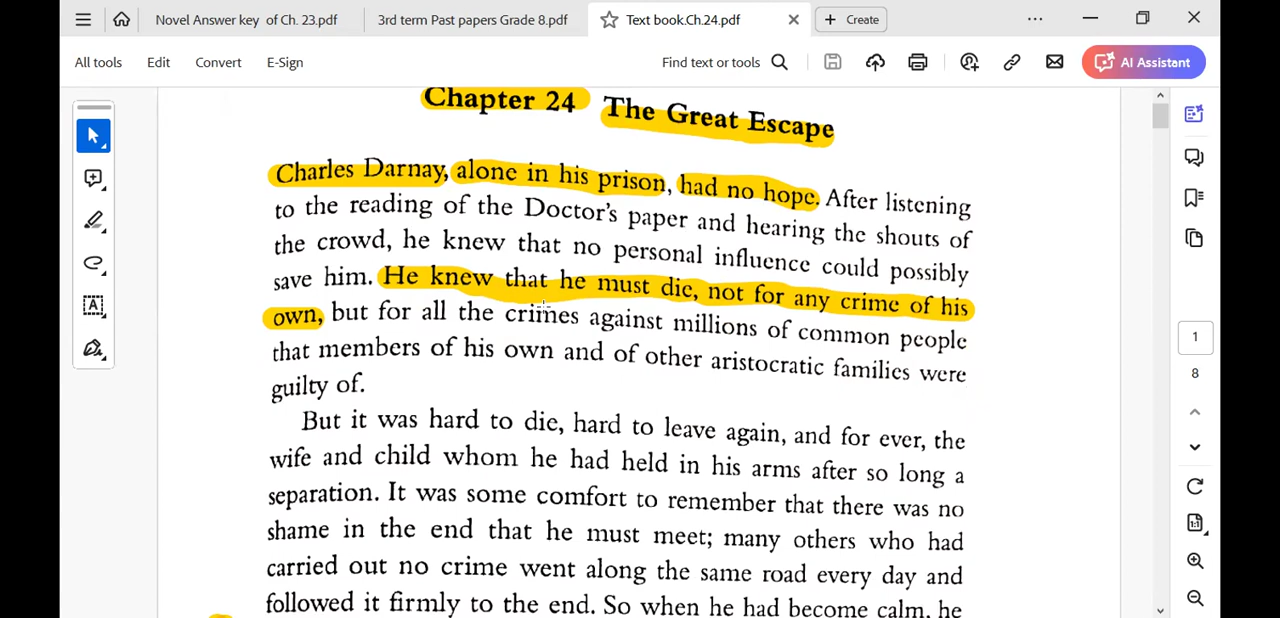 Novel Answer key of Ch. 23.pdf
3rd term Past papers Grade 8.pdf
Text book.Ch.24.pdf
Create
All tools
Edit
Convert
E-Sign
Find text or tools
AI Assistant
Chapter 24 The Great Escape
Charles Darnay, alone in his prison, had no hope. After listening
to the reading of the Doctor's paper and hearing the shouts of
the crowd, he knew that no personal influence could possibly
save him. He knew that he must die, not for any crime of his
own, but for all the crimes against millions of common people
that members of his own and of other aristocratic families were
guilty of.
But it was hard to die, hard to leave again, and for ever, the
wife and child whom he had held in his arms after so long a
separation. It was some comfort to remember that there was no
shame in the end that he must meet; many others who had
carried out no crime went along the same road every day and
followed it firmly to the end. So when he had become calm, he
1
8